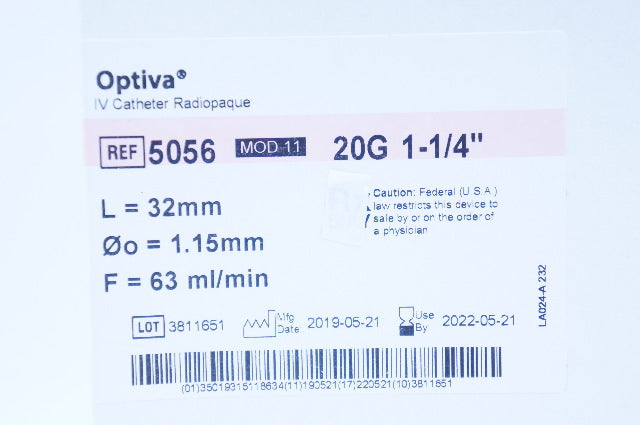 Optiva®
IV Catheter Radiopaque
REF 5056 MOD 11 20G 1-1/4"
L = 32mm
Øo = 1.15mm
F = 63 ml/min
Caution: Federal (U.S.A.)
law restricts this device to
sale by or on the order of
a physician
LOT 3811651
Mfg
Date 2019-05-21
Use
By 2022-05-21
LA024-A 232
(01)35019315118634(11)190521(17)220521(10)3811651